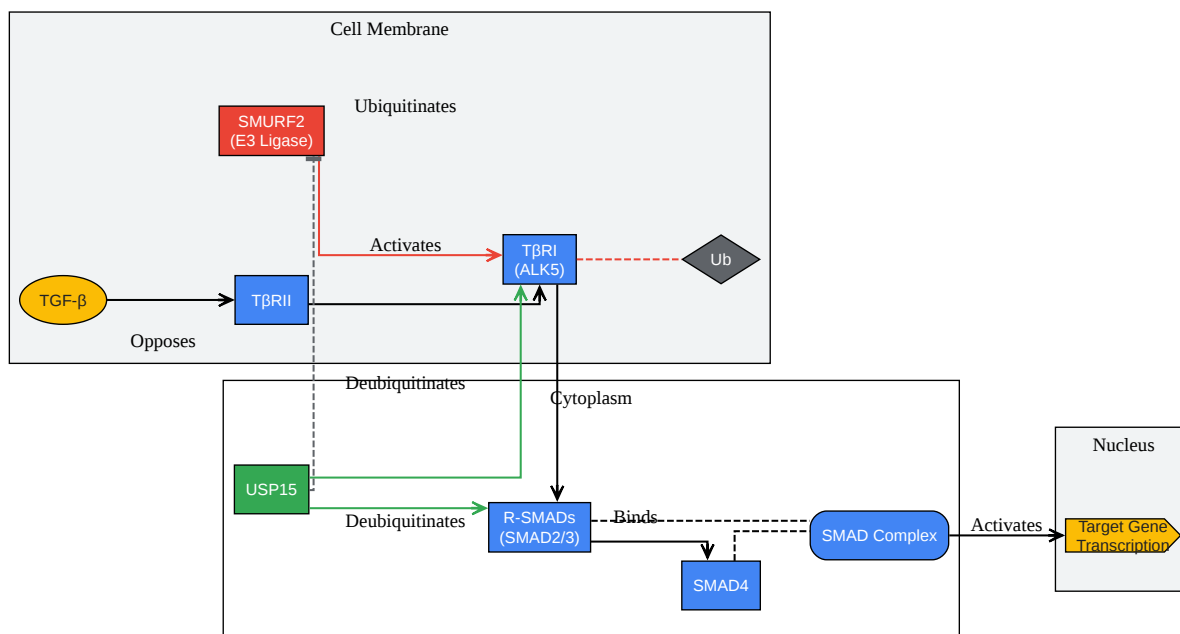 Cell Membrane
SMURF2
(E3 Ligase)
Ubiquitinates
Activates
TβRI
(ALK5)
Ub
TGF-β
TβRII
Opposes
Deubiquitinates
Cytoplasm
USP15
Deubiquitinates
R-SMADs
(SMAD2/3)
Binds
SMAD4
SMAD Complex
Activates
Nucleus
Target Gene
Transcription